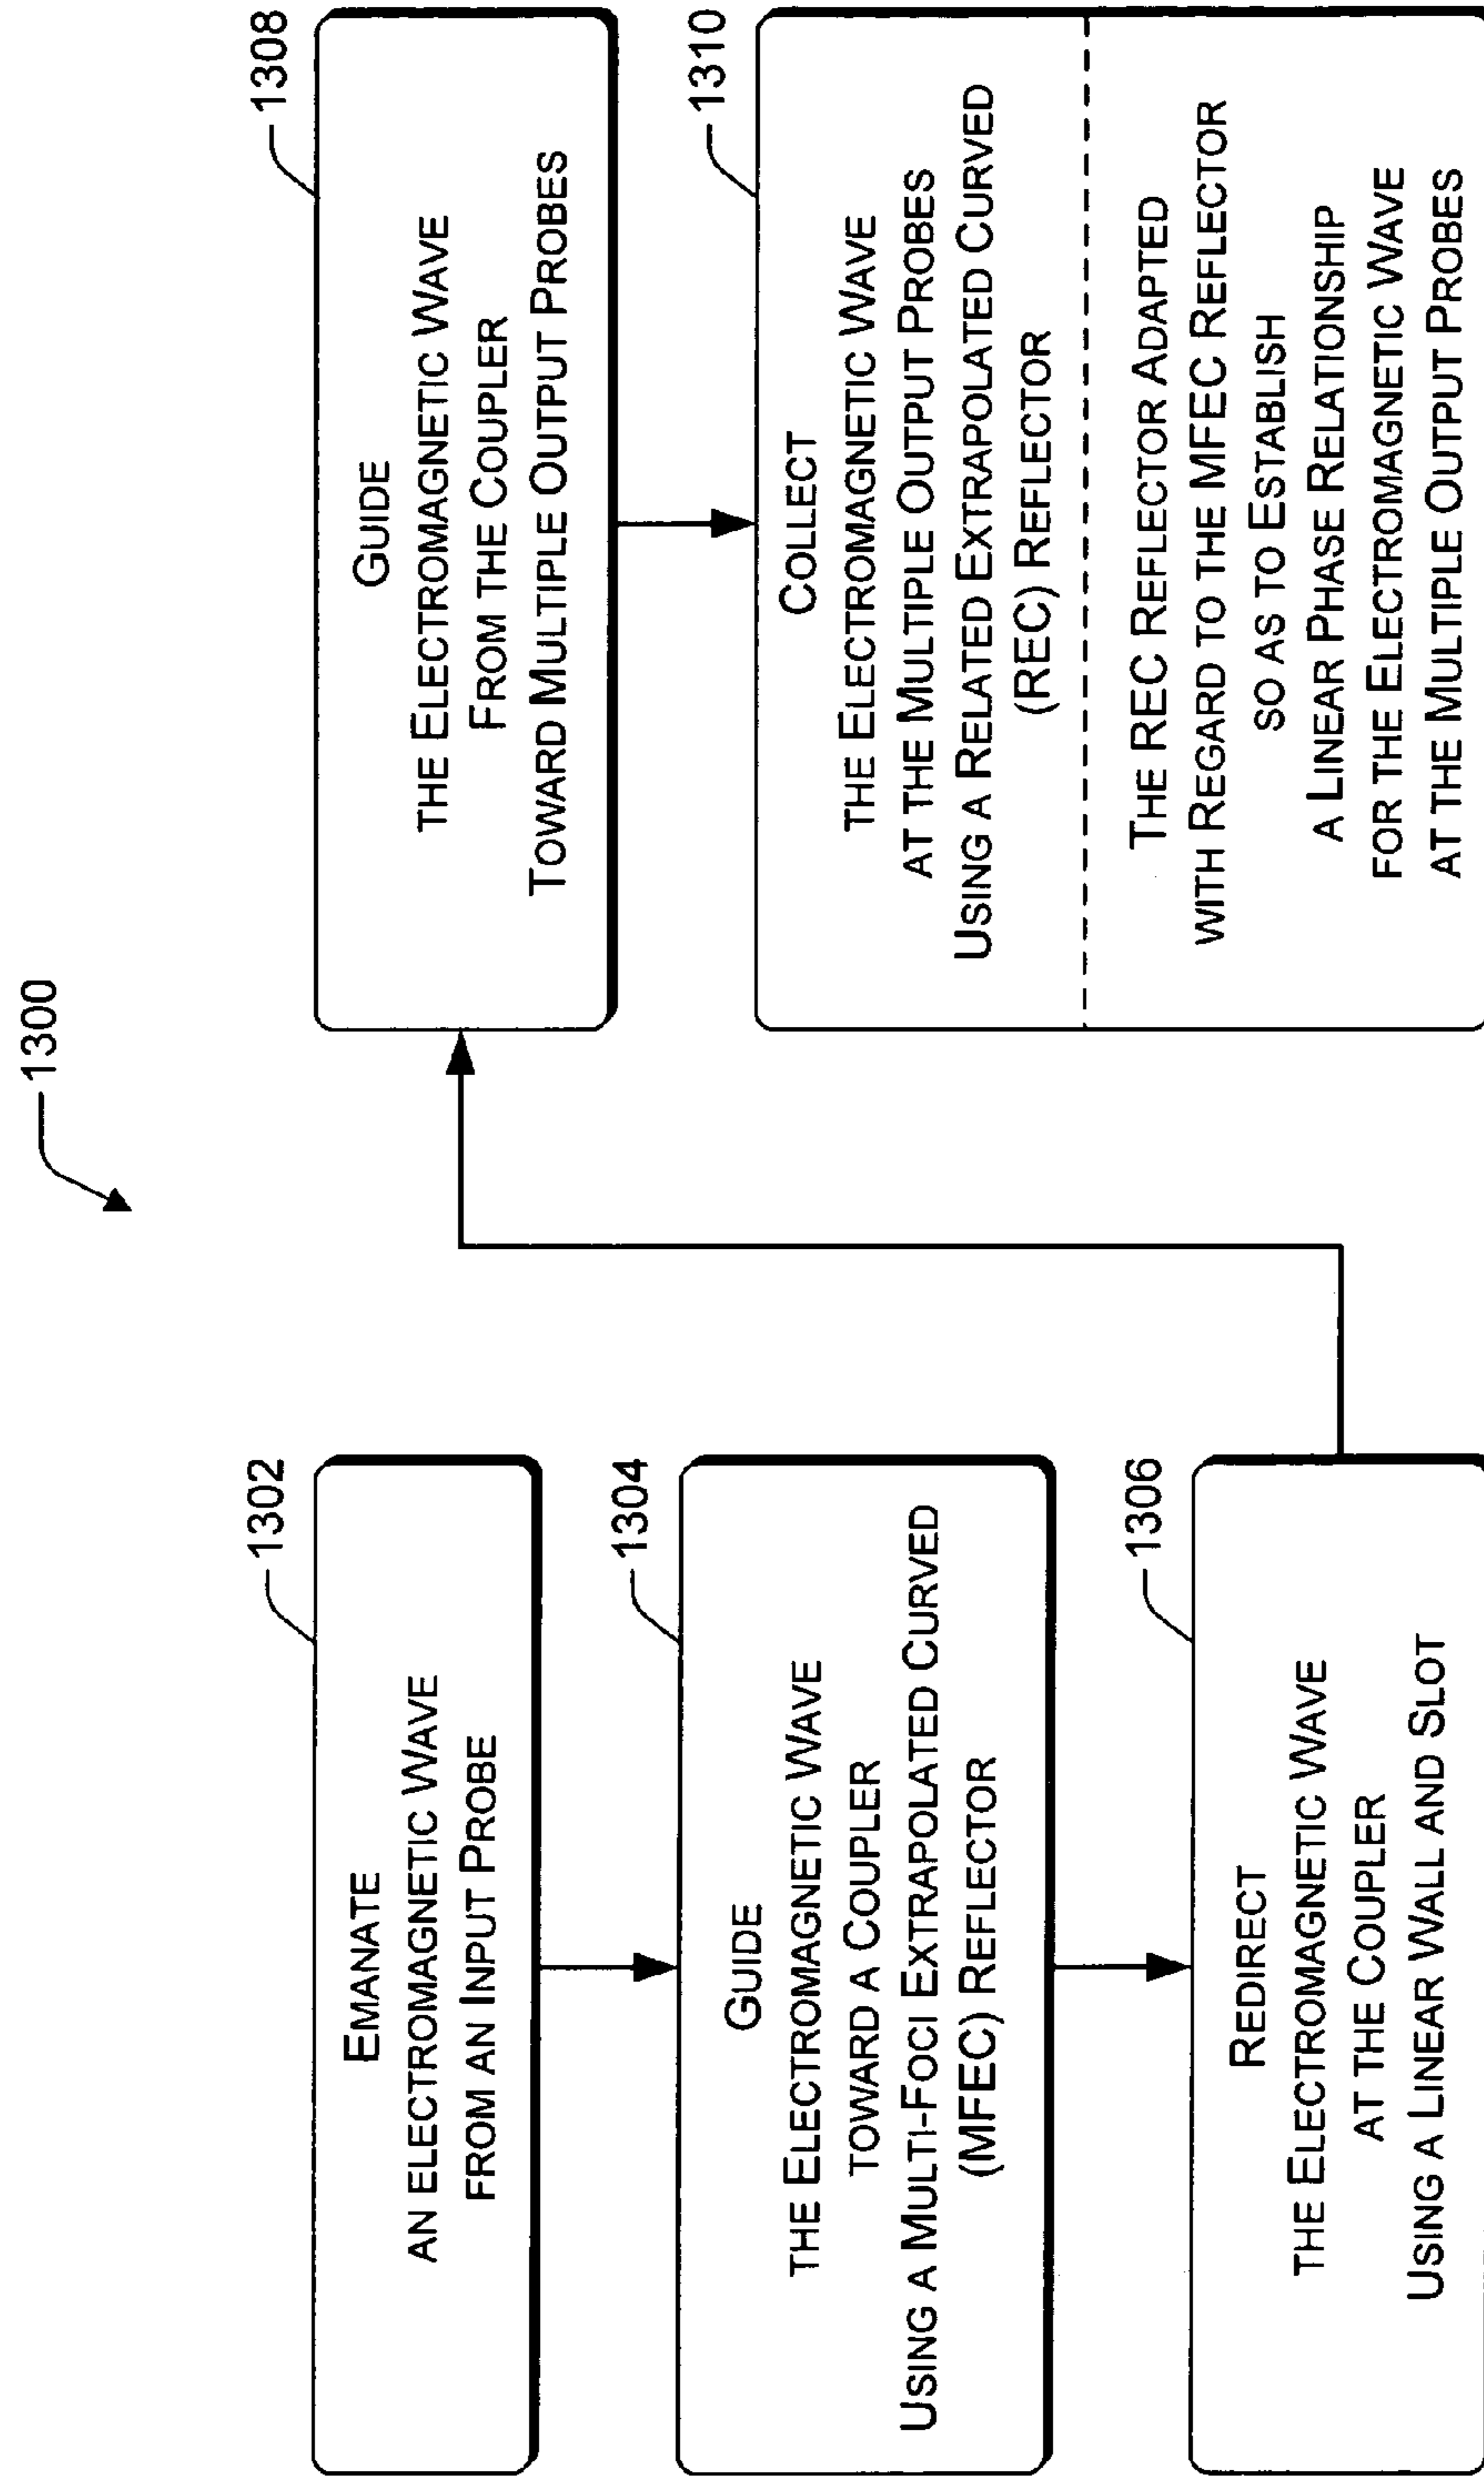 1300
1302
EMANATE
AN ELECTROMAGNETIC WAVE
FROM AN INPUT PROBE
1304
GUIDE
THE ELECTROMAGNETIC WAVE
TOWARD A COUPLER
USING A MULTI-FOCI EXTRAPOLATED CURVED
(MFEC) REFLECTOR
1306
REDIRECT
THE ELECTROMAGNETIC WAVE
AT THE COUPLER
USING A LINEAR WALL AND SLOT
1308
GUIDE
THE ELECTROMAGNETIC WAVE
FROM THE COUPLER
TOWARD MULTIPLE OUTPUT PROBES
1310
COLLECT
THE ELECTROMAGNETIC WAVE
AT THE MULTIPLE OUTPUT PROBES
USING A RELATED EXTRAPOLATED CURVED
(REC) REFLECTOR
THE REC REFLECTOR ADAPTED
WITH REGARD TO THE MFEC REFLECTOR
SO AS TO ESTABLISH
A LINEAR PHASE RELATIONSHIP
FOR THE ELECTROMAGNETIC WAVE
AT THE MULTIPLE OUTPUT PROBES